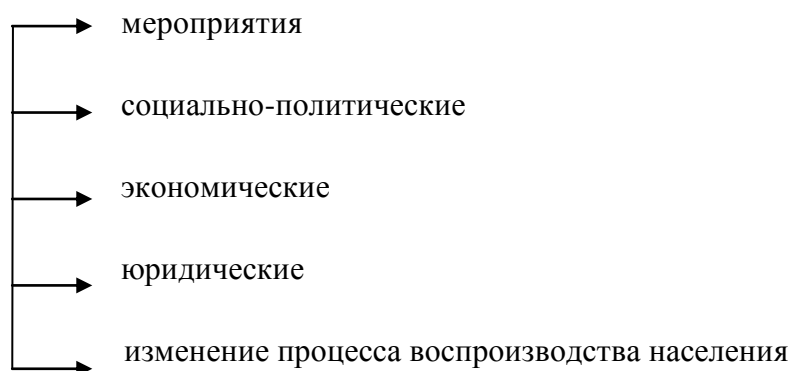 мероприятия
социально-политические
экономические
юридические
изменение процесса воспроизводства населения